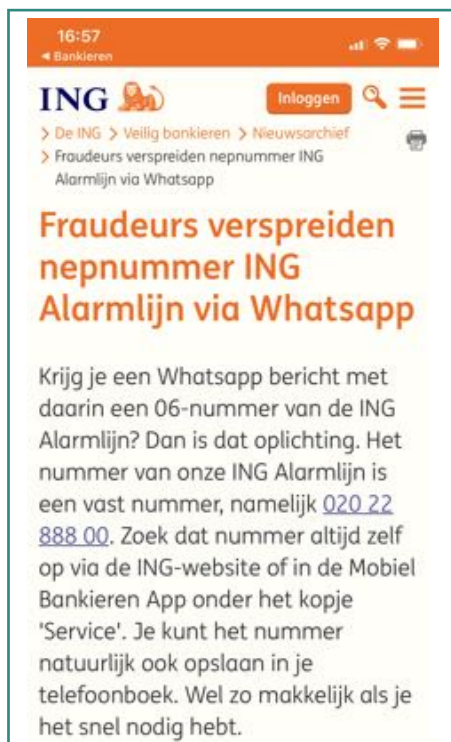 16:57
◄ Bankieren
ING
Inloggen
> De ING > Veilig bankieren > Nieuwsarchief
> Fraudeurs verspreiden nepnummer ING
Alarmlijn via Whatsapp
Fraudeurs verspreiden
nepnummer ING
Alarmlijn via Whatsapp
Krijg je een Whatsapp bericht met
daarin een 06-nummer van de ING
Alarmlijn? Dan is dat oplichting. Het
nummer van onze ING Alarmlijn is
een vast nummer, namelijk 020 22
888 00. Zoek dat nummer altijd zelf
op via de ING-website of in de Mobiel
Bankieren App onder het kopje
'Service'. Je kunt het nummer
natuurlijk ook opslaan in je
telefoonboek. Wel zo makkelijk als je
het snel nodig hebt.